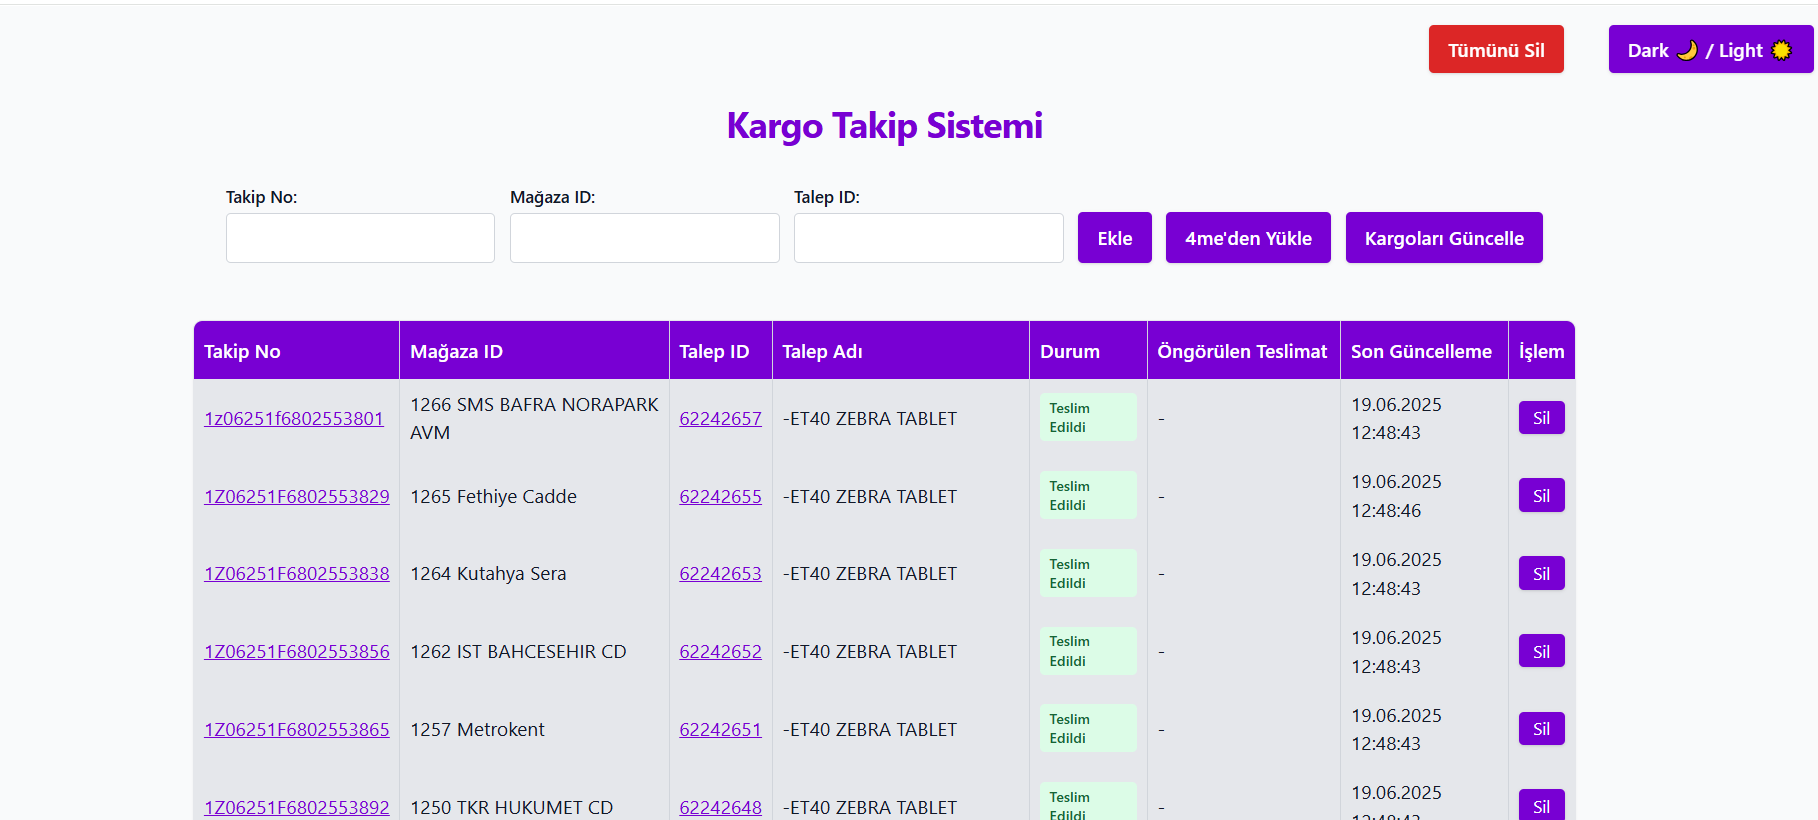 Tümünü Sil
Dark 🌙 / Light 🌞
Kargo Takip Sistemi
Takip No:
Mağaza ID:
Talep ID:
Ekle
4me'den Yükle
Kargoları Güncelle
Takip No Mağaza ID Talep ID Talep Adı Durum Öngörülen Teslimat Son Güncelleme İşlem
1z06251f6802553801 1266 SMS BAFRA NORAPARK AVM 62242657 -ET40 ZEBRA TABLET Teslim Edildi - 19.06.2025 12:48:43 Sil
1Z06251F6802553829 1265 Fethiye Cadde 62242655 -ET40 ZEBRA TABLET Teslim Edildi - 19.06.2025 12:48:46 Sil
1Z06251F6802553838 1264 Kutahya Sera 62242653 -ET40 ZEBRA TABLET Teslim Edildi - 19.06.2025 12:48:43 Sil
1Z06251F6802553856 1262 IST BAHCESEHIR CD 62242652 -ET40 ZEBRA TABLET Teslim Edildi - 19.06.2025 12:48:43 Sil
1Z06251F6802553865 1257 Metrokent 62242651 -ET40 ZEBRA TABLET Teslim Edildi - 19.06.2025 12:48:43 Sil
1Z06251F6802553892 1250 TKR HUKUMET CD 62242648 -ET40 ZEBRA TABLET Teslim Edildi - 19.06.2025 Sil